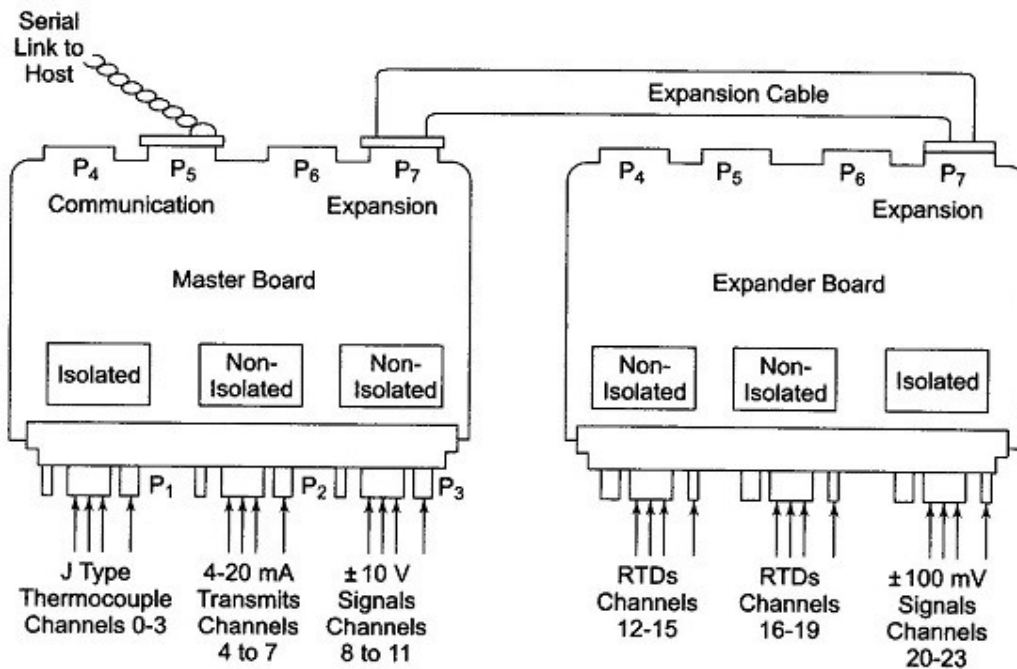 Serial
Link to
Host
Expansion Cable
P4
P5
P6
P7
Communication
Expansion
Master Board
Isolated
Non-
Isolated
Non-
Isolated
P1
P2
P3
J Type
Thermocouple
Channels 0-3
4-20 mA
Transmits
Channels
4 to 7
±10 V
Signals
Channels
8 to 11
P4
P5
P6
P7
Expansion
Expander Board
Non-
Isolated
Non-
Isolated
Isolated
RTDs
Channels
12-15
RTDs
Channels
16-19
±100 mV
Signals
Channels
20-23